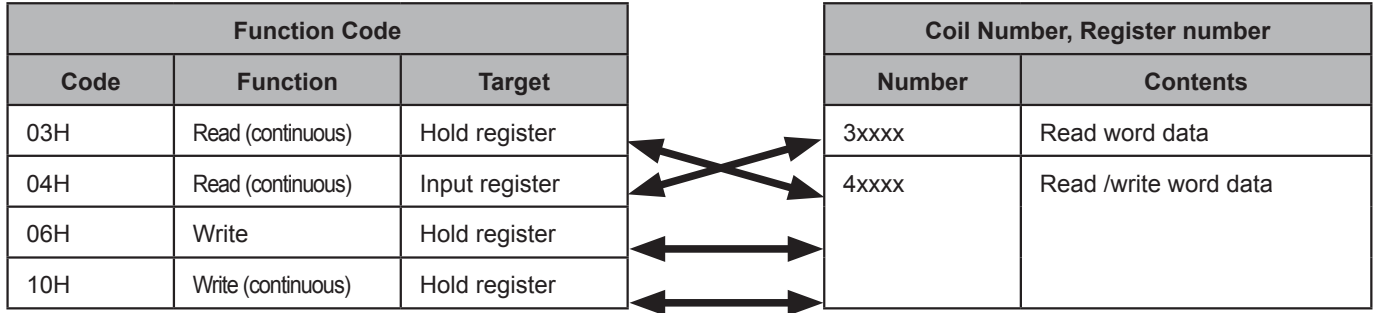 Function Code
Code Function Target
03H Read (continuous) Hold register
04H Read (continuous) Input register
06H Write Hold register
10H Write (continuous) Hold register
Coil Number, Register number
Number Contents
3xxxx Read word data
4xxxx Read /write word data